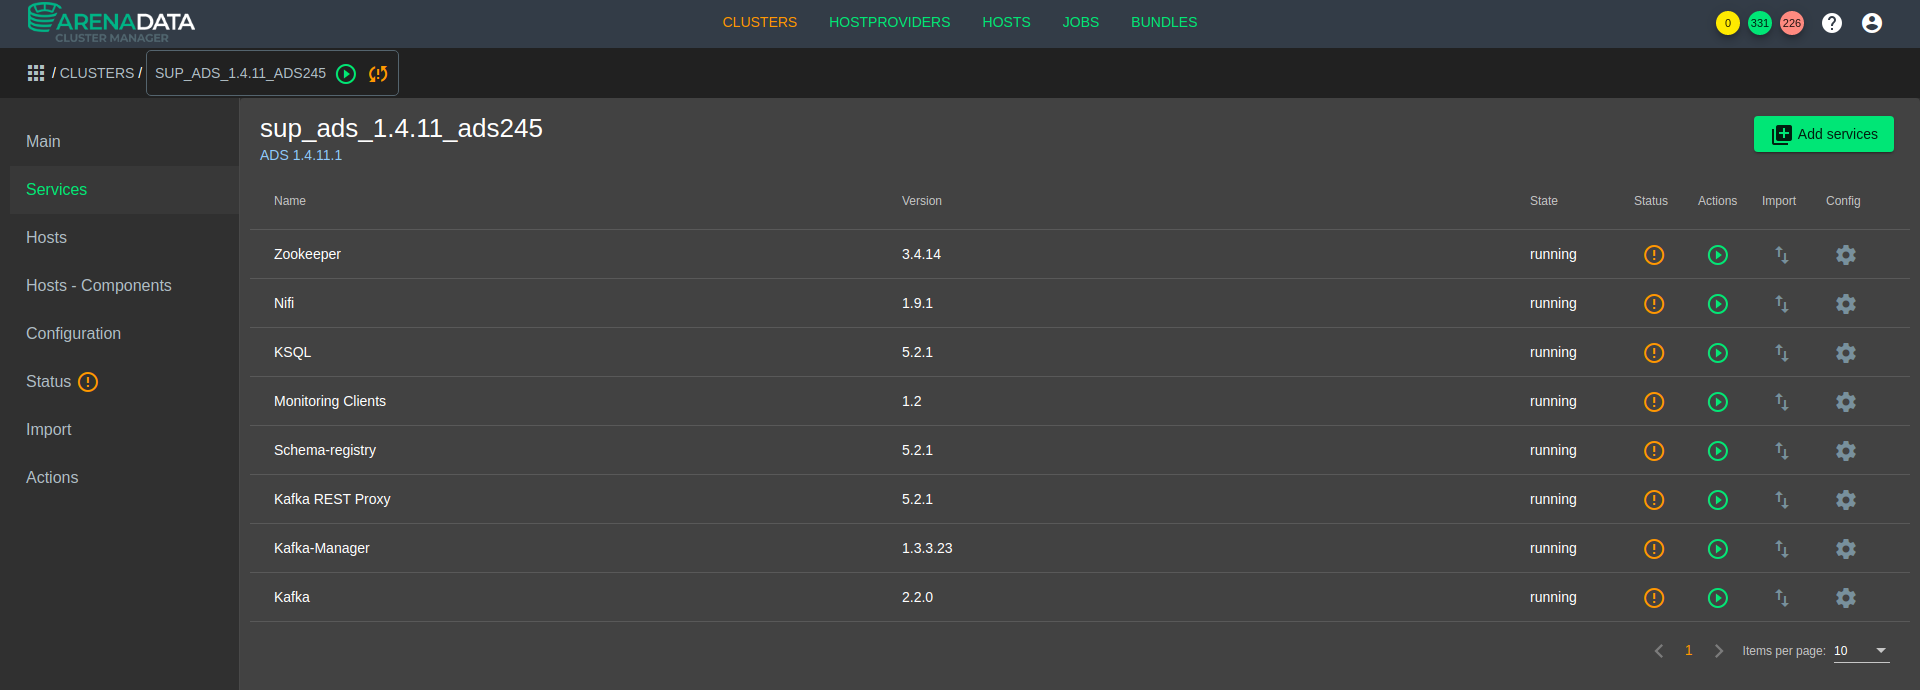 ARENADATA
CLUSTER MANAGER
CLUSTERS HOSTPROVIDERS HOSTS JOBS BUNDLES
0 331 226
/ CLUSTERS / SUP_ADS_1.4.11_ADS245
Main
Services
Hosts
Hosts - Components
Configuration
Status
Import
Actions
sup_ads_1.4.11_ads245
ADS 1.4.11.1
Add services
Name Version State Status Actions Import Config
Zookeeper 3.4.14 running
Nifi 1.9.1 running
KSQL 5.2.1 running
Monitoring Clients 1.2 running
Schema-registry 5.2.1 running
Kafka REST Proxy 5.2.1 running
Kafka-Manager 1.3.3.23 running
Kafka 2.2.0 running
1 Items per page: 10